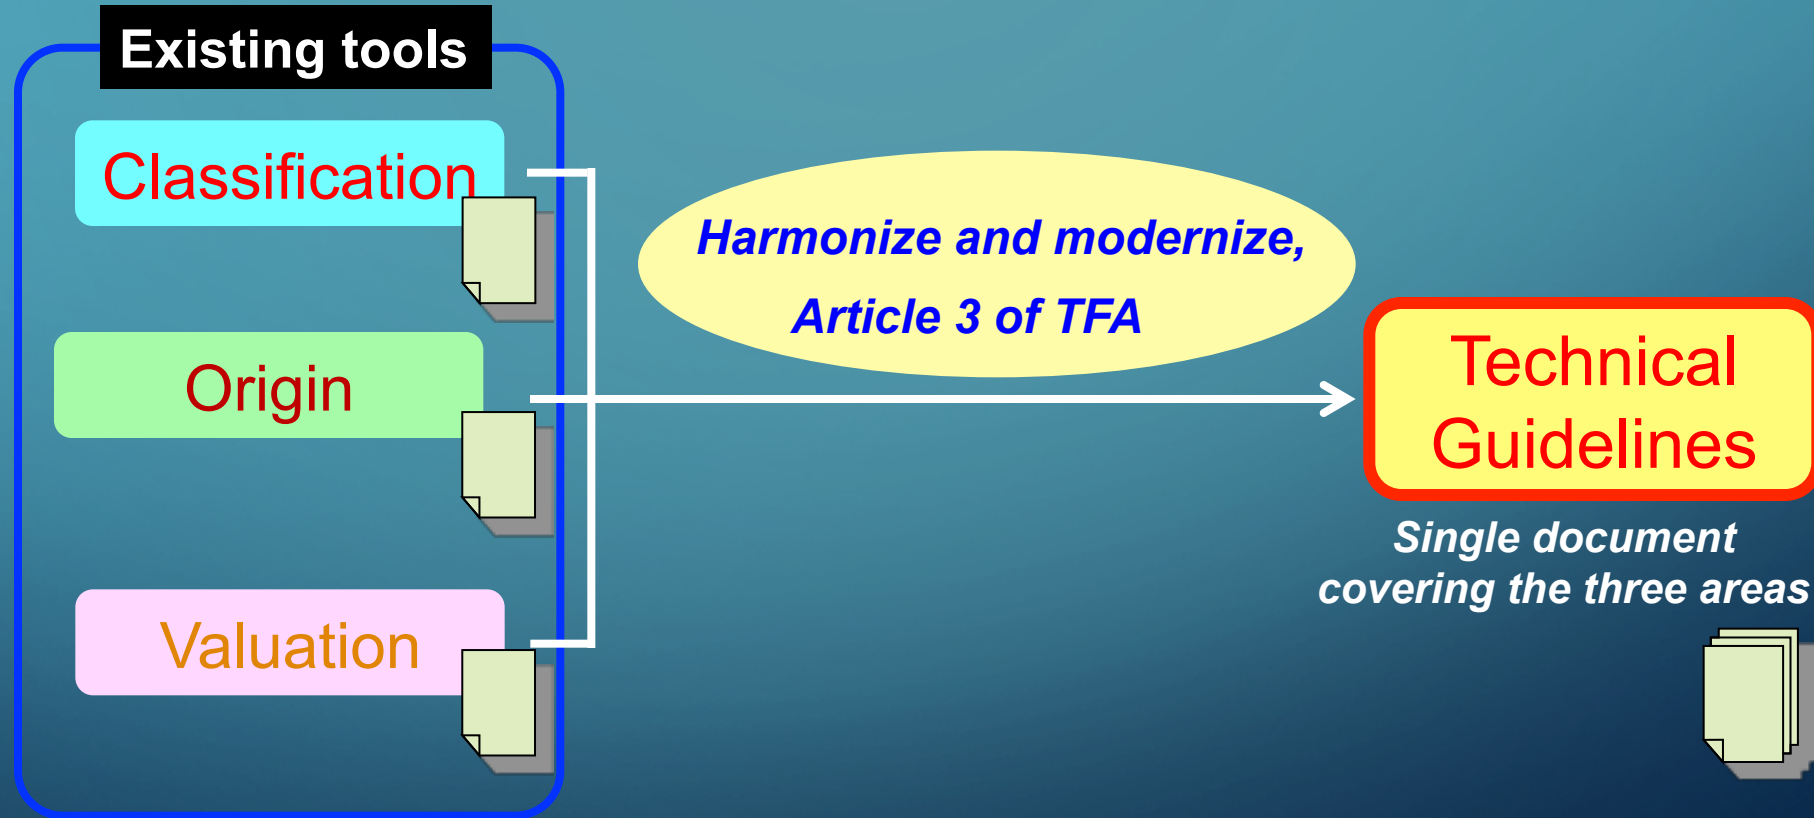 Existing tools
Classification
Origin
Valuation
Harmonize and modernize,
Article 3 of TFA
Technical
Guidelines
Single document
covering the three areas